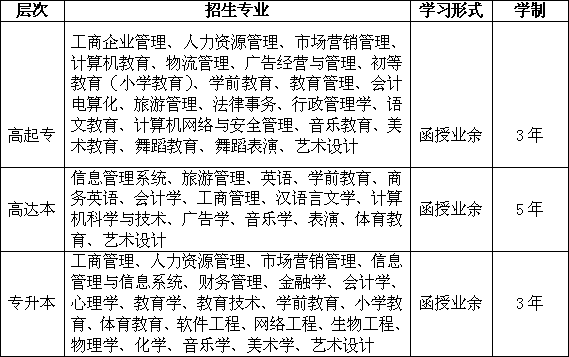 层次 招生专业 学习形式 学制
工商企业管理、人力资源管理、市场营销管理、
计算机教育、物流管理、广告经营与管理、初等
教育（小学教育）、学前教育、教育管理、会计
电算化、旅游管理、法律事务、行政管理学、语
文教育、计算机网络与安全管理、音乐教育、美
术教育、舞蹈教育、舞蹈表演、艺术设计
高起专 函授业余 3年
信息管理系统、旅游管理、英语、学前教育、商
务英语、会计学、工商管理、汉语言文学、计算
机科学与技术、广告学、音乐学、表演、体育教
育、艺术设计
高达本 函授业余 5年
工商管理、人力资源管理、市场营销管理、信息
管理与信息系统、财务管理、金融学、会计学、
心理学、教育学、教育技术、学前教育、小学教
育、体育教育、软件工程、网络工程、生物工程、
物理学、化学、音乐学、美术学、艺术设计
专升本 函授业余 3年